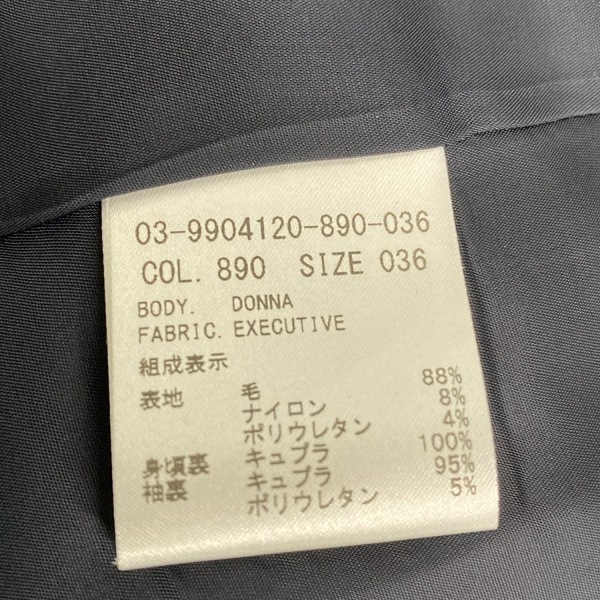 03-9904120-890-036
COL. 890 SIZE 036
BODY. DONNA
FABRIC. EXECUTIVE
組成表示
表地 毛 88%
ナイロン 8%
ポリウレタン 4%
身頃裏 キュプラ 100%
袖裏 キュプラ 95%
ポリウレタン 5%